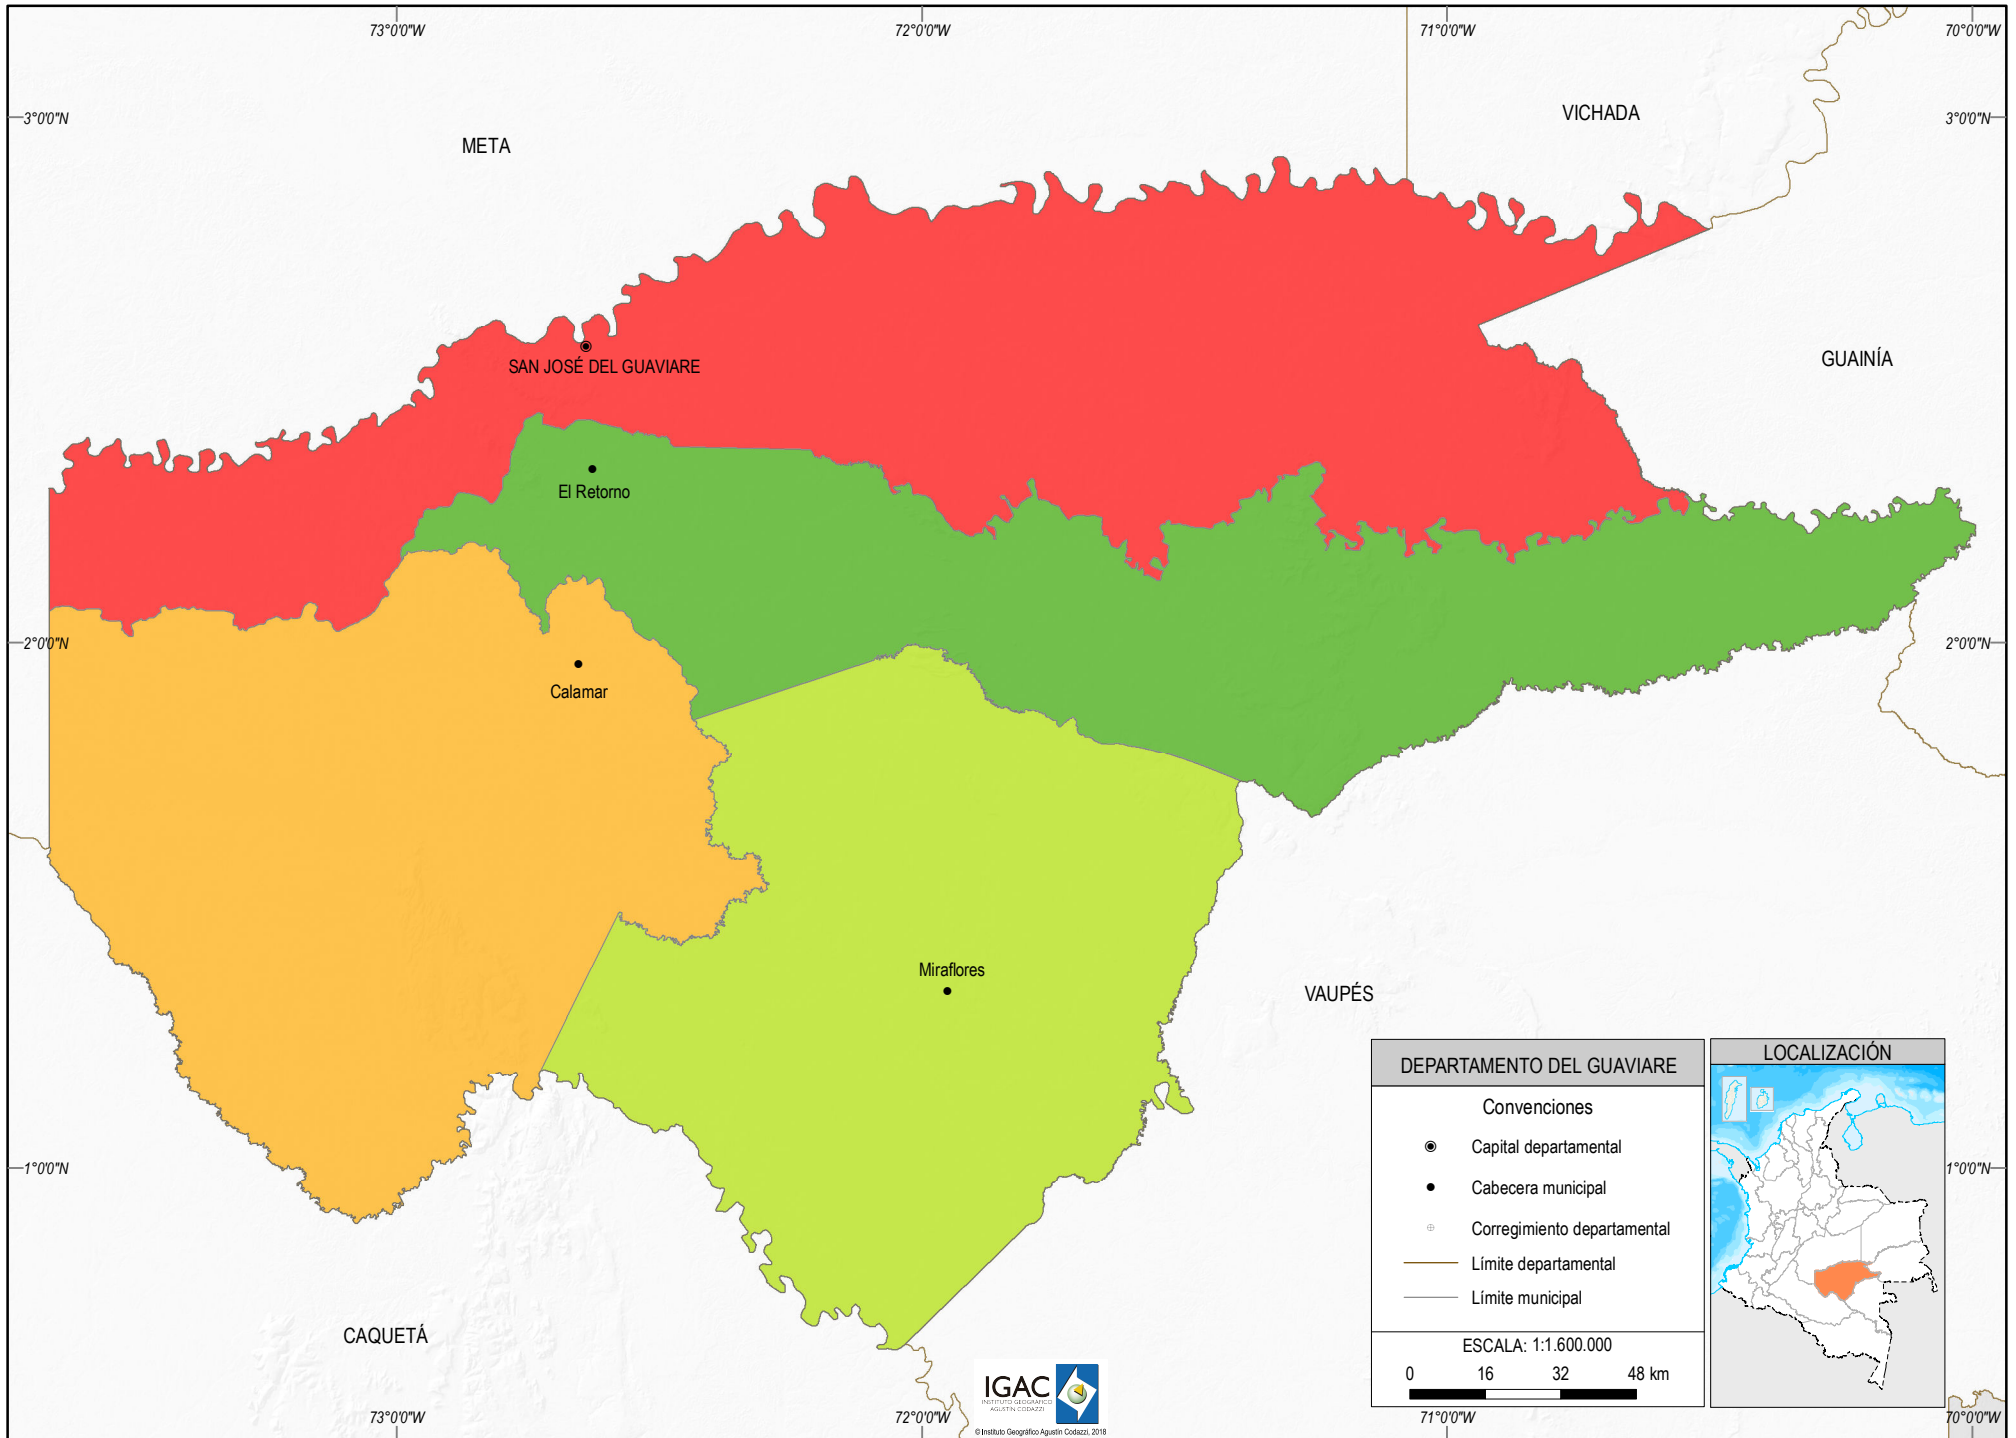 73°0'0"W
72°0'0"W
71°0'0"W
70°0'0"W
3°0'0"N
3°0'0"N
META
VICHADA
GUAINÍA
SAN JOSÉ DEL GUAVIARE
El Retorno
2°0'0"N
2°0'0"N
Calamar
Miraflores
VAUPÉS
CAQUETÁ
1°0'0"N
1°0'0"N
DEPARTAMENTO DEL GUAVIARE
Convenciones
Capital departamental
Cabecera municipal
Corregimiento departamental
Límite departamental
Límite municipal
ESCALA: 1:1.600.000
0 16 32 48 km
LOCALIZACIÓN
IGAC
INSTITUTO GEOGRÁFICO
AGUSTÍN CODAZZI
© Instituto Geográfico Agustín Codazzi, 2018
73°0'0"W
72°0'0"W
71°0'0"W
70°0'0"W